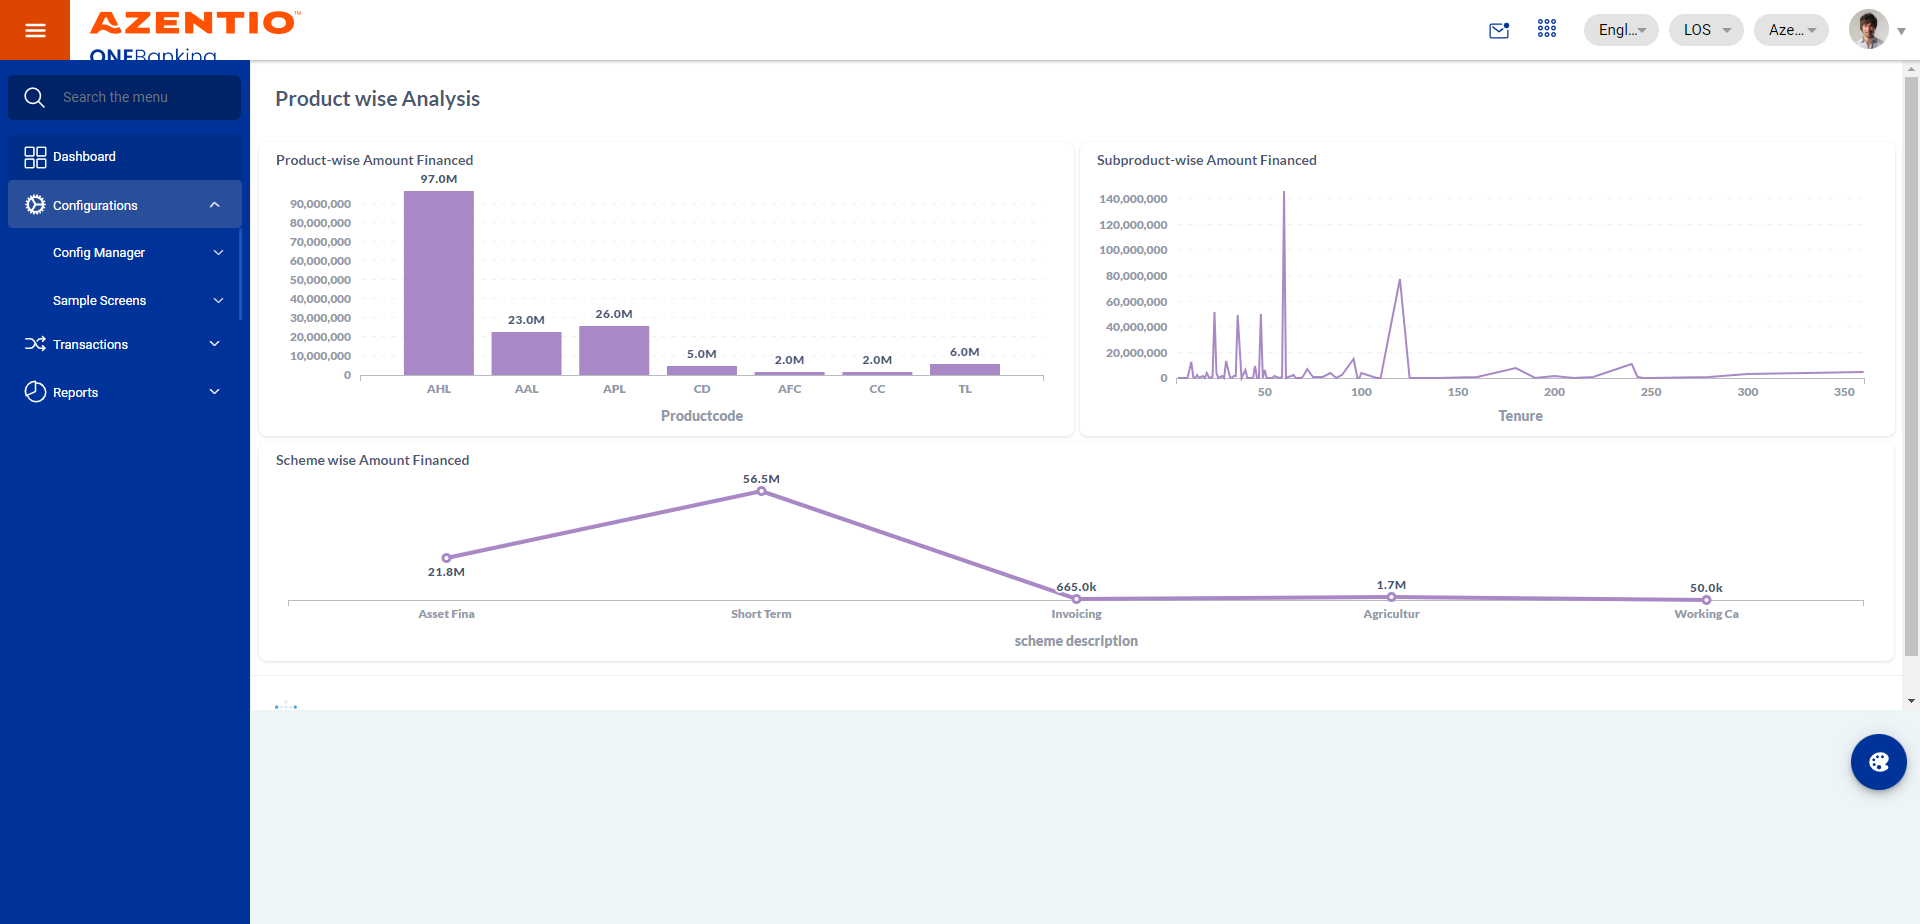 AZENTIO™
ONEBanking
Engl...
LOS
Aze...
Search the menu
Dashboard
Configurations
Config Manager
Sample Screens
Transactions
Reports
Product wise Analysis
Product-wise Amount Financed
97.0M
90,000,000
80,000,000
70,000,000
60,000,000
50,000,000
40,000,000
30,000,000
20,000,000
10,000,000
0
23.0M
26.0M
5.0M
2.0M
2.0M
6.0M
AHL AAL APL CD AFC CC TL
Productcode
Subproduct-wise Amount Financed
140,000,000
120,000,000
100,000,000
80,000,000
60,000,000
40,000,000
20,000,000
0
50 100 150 200 250 300 350
Tenure
Scheme wise Amount Financed
56.5M
21.8M
665.0k
1.7M
50.0k
Asset Fina Short Term Invoicing Agricultur Working Ca
scheme description